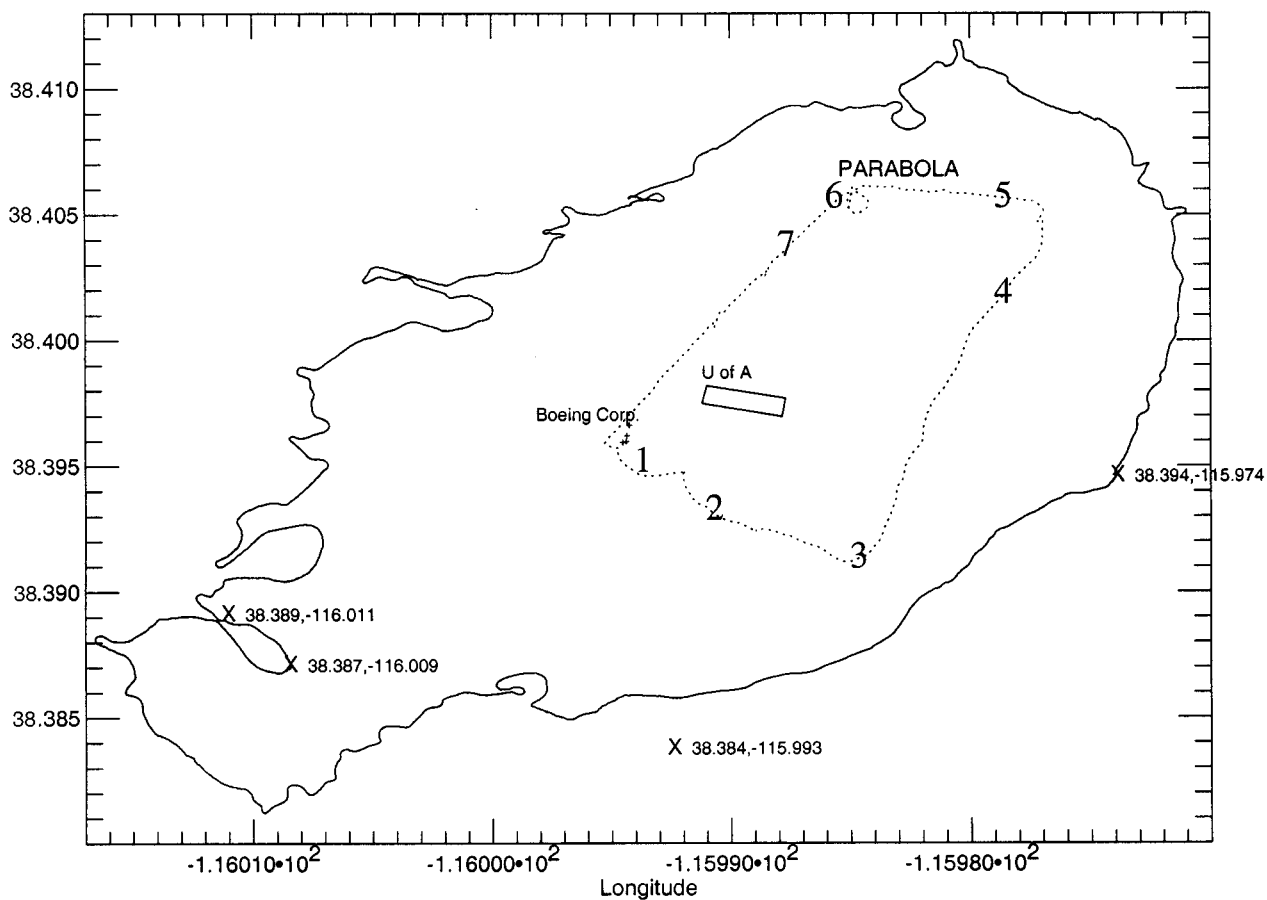 38.410
38.405
38.400
38.395
38.390
38.385
PARABOLA
6
5
7
4
U of A
Boeing Corp.
1
2
3
X 38.394,-115.974
X 38.389,-116.011
X 38.387,-116.009
X 38.384,-115.993
-1.16010•10²
-1.16000•10²
-1.15990•10²
-1.15980•10²
Longitude